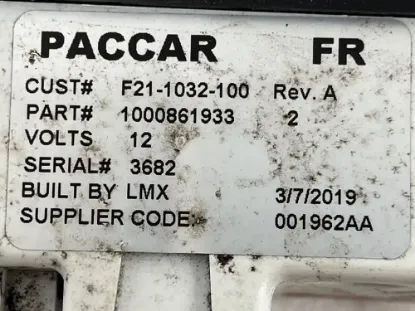 PACCAR FR
CUST# F21-1032-100 Rev. A
PART# 1000861933 2
VOLTS 12
SERIAL# 3682
BUILT BY LMX 3/7/2019
SUPPLIER CODE: 001962AA